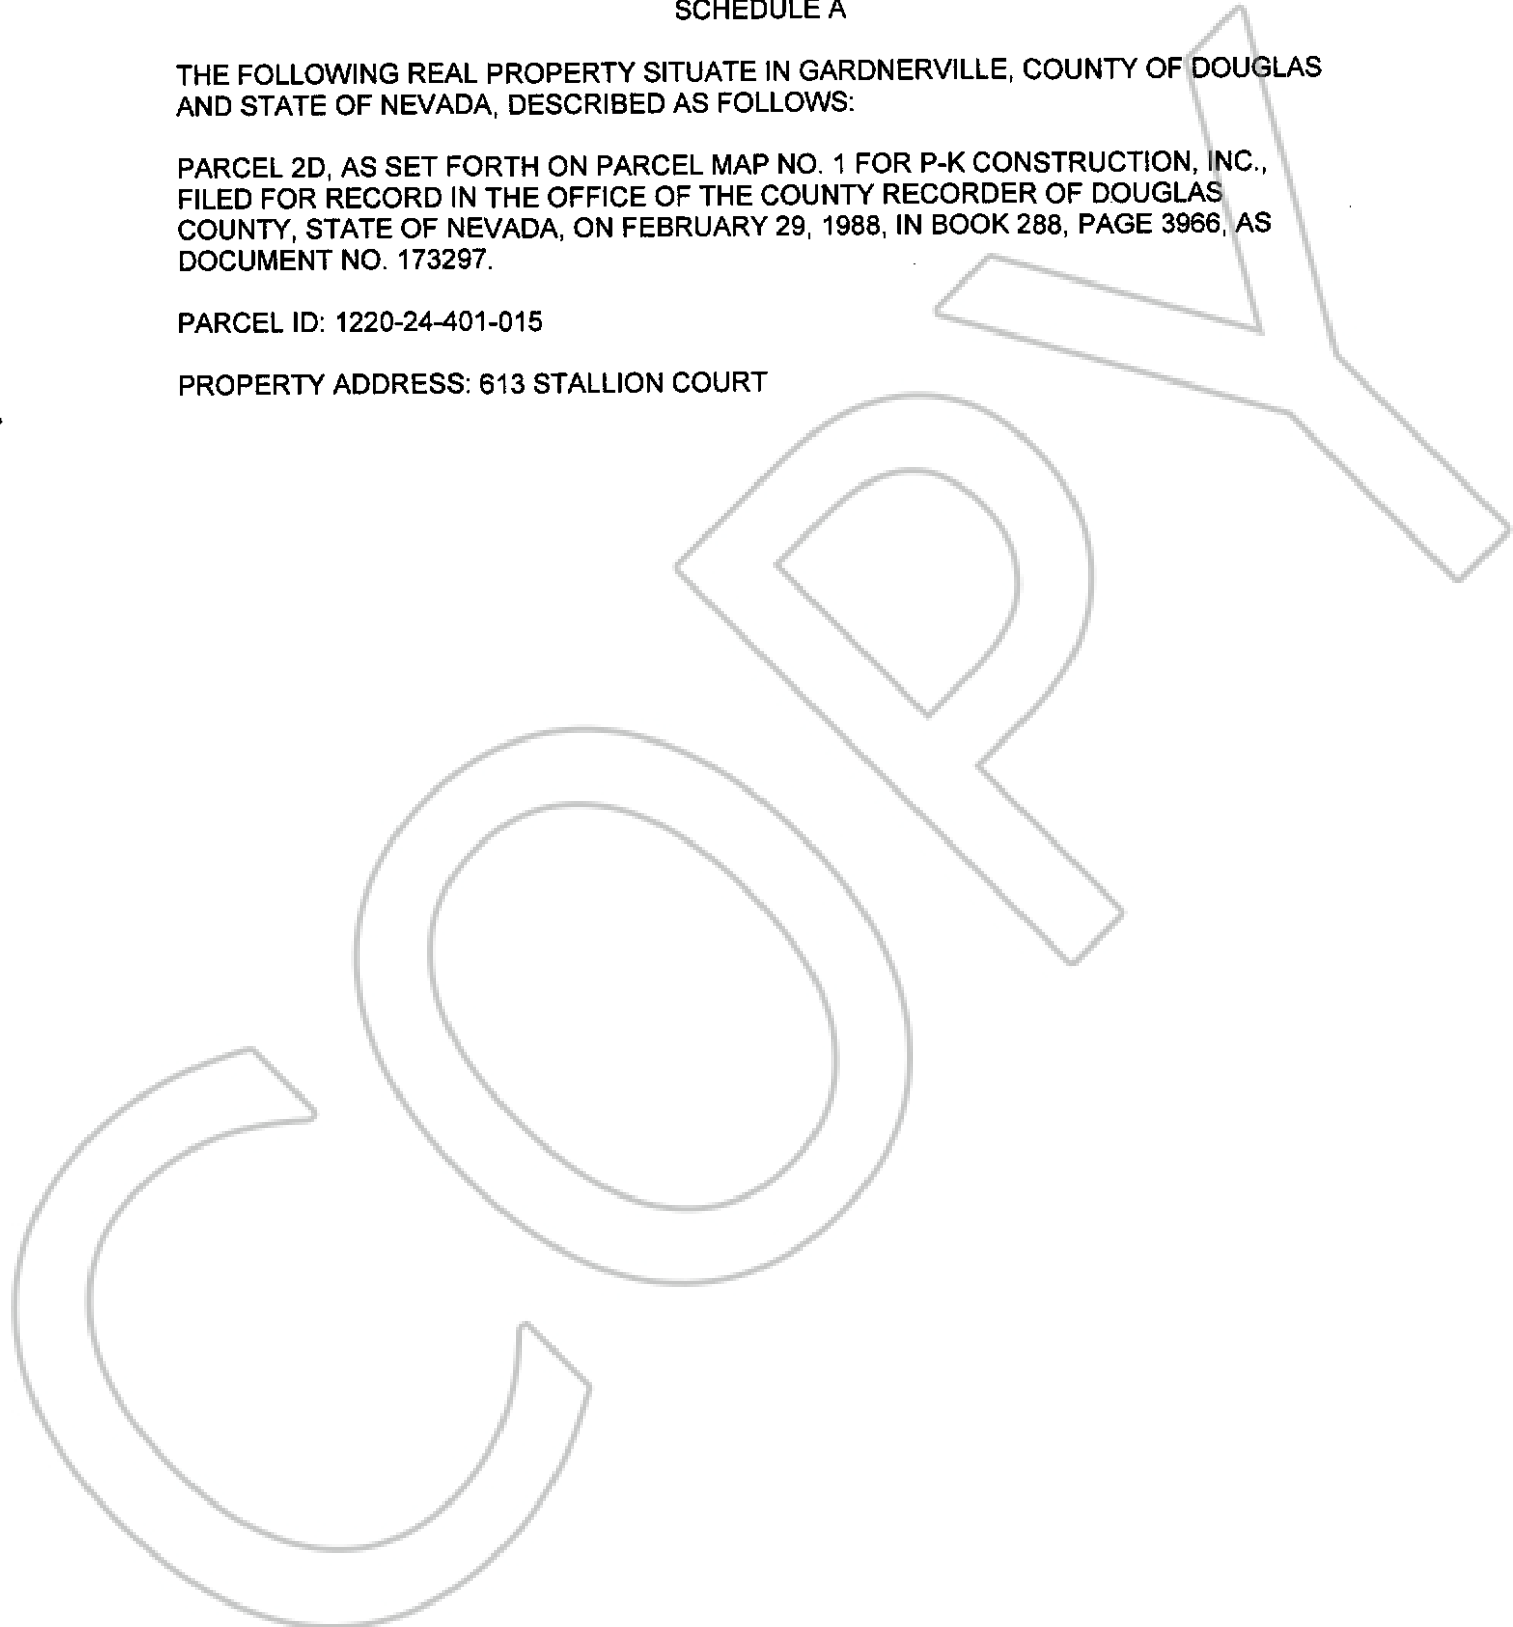 SCHEDULE A
THE FOLLOWING REAL PROPERTY SITUATE IN GARDNERVILLE, COUNTY OF DOUGLAS
AND STATE OF NEVADA, DESCRIBED AS FOLLOWS:
PARCEL 2D, AS SET FORTH ON PARCEL MAP NO. 1 FOR P-K CONSTRUCTION, INC.,
FILED FOR RECORD IN THE OFFICE OF THE COUNTY RECORDER OF DOUGLAS
COUNTY, STATE OF NEVADA, ON FEBRUARY 29, 1988, IN BOOK 288, PAGE 3966, AS
DOCUMENT NO. 173297.
PARCEL ID: 1220-24-401-015
PROPERTY ADDRESS: 613 STALLION COURT
COPY